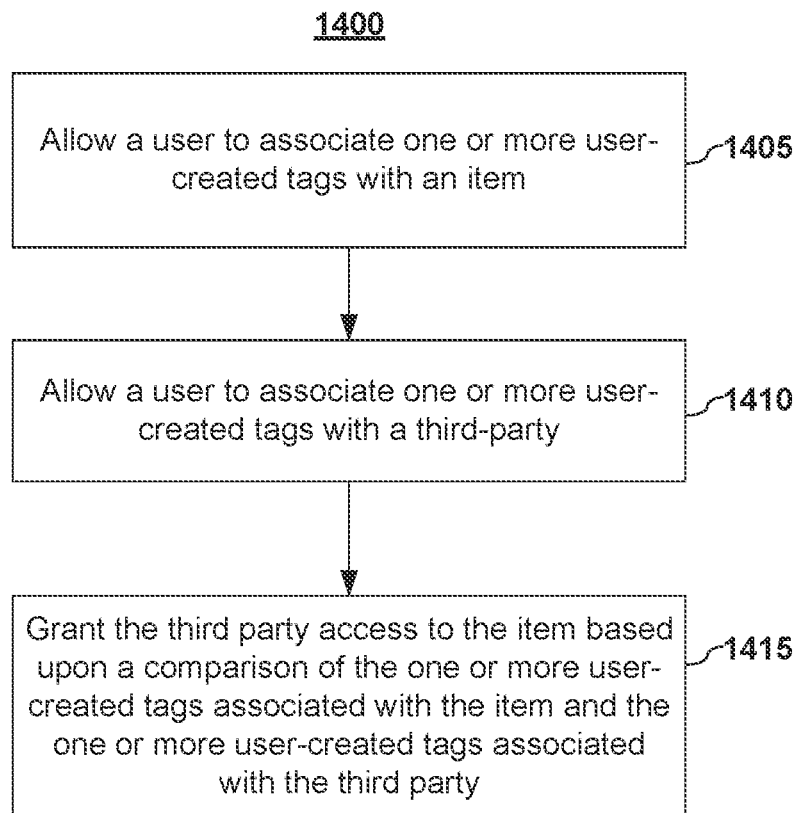 1400
Allow a user to associate one or more user-
created tags with an item
1405
Allow a user to associate one or more user-
created tags with a third-party
1410
Grant the third party access to the item based
upon a comparison of the one or more user-
created tags associated with the item and the
one or more user-created tags associated
with the third party
1415